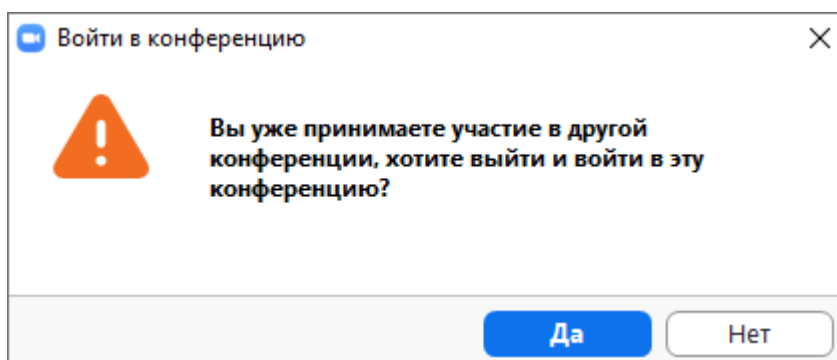 Войти в конференцию
Вы уже принимаете участие в другой
конференции, хотите выйти и войти в эту
конференцию?
Да
Нет